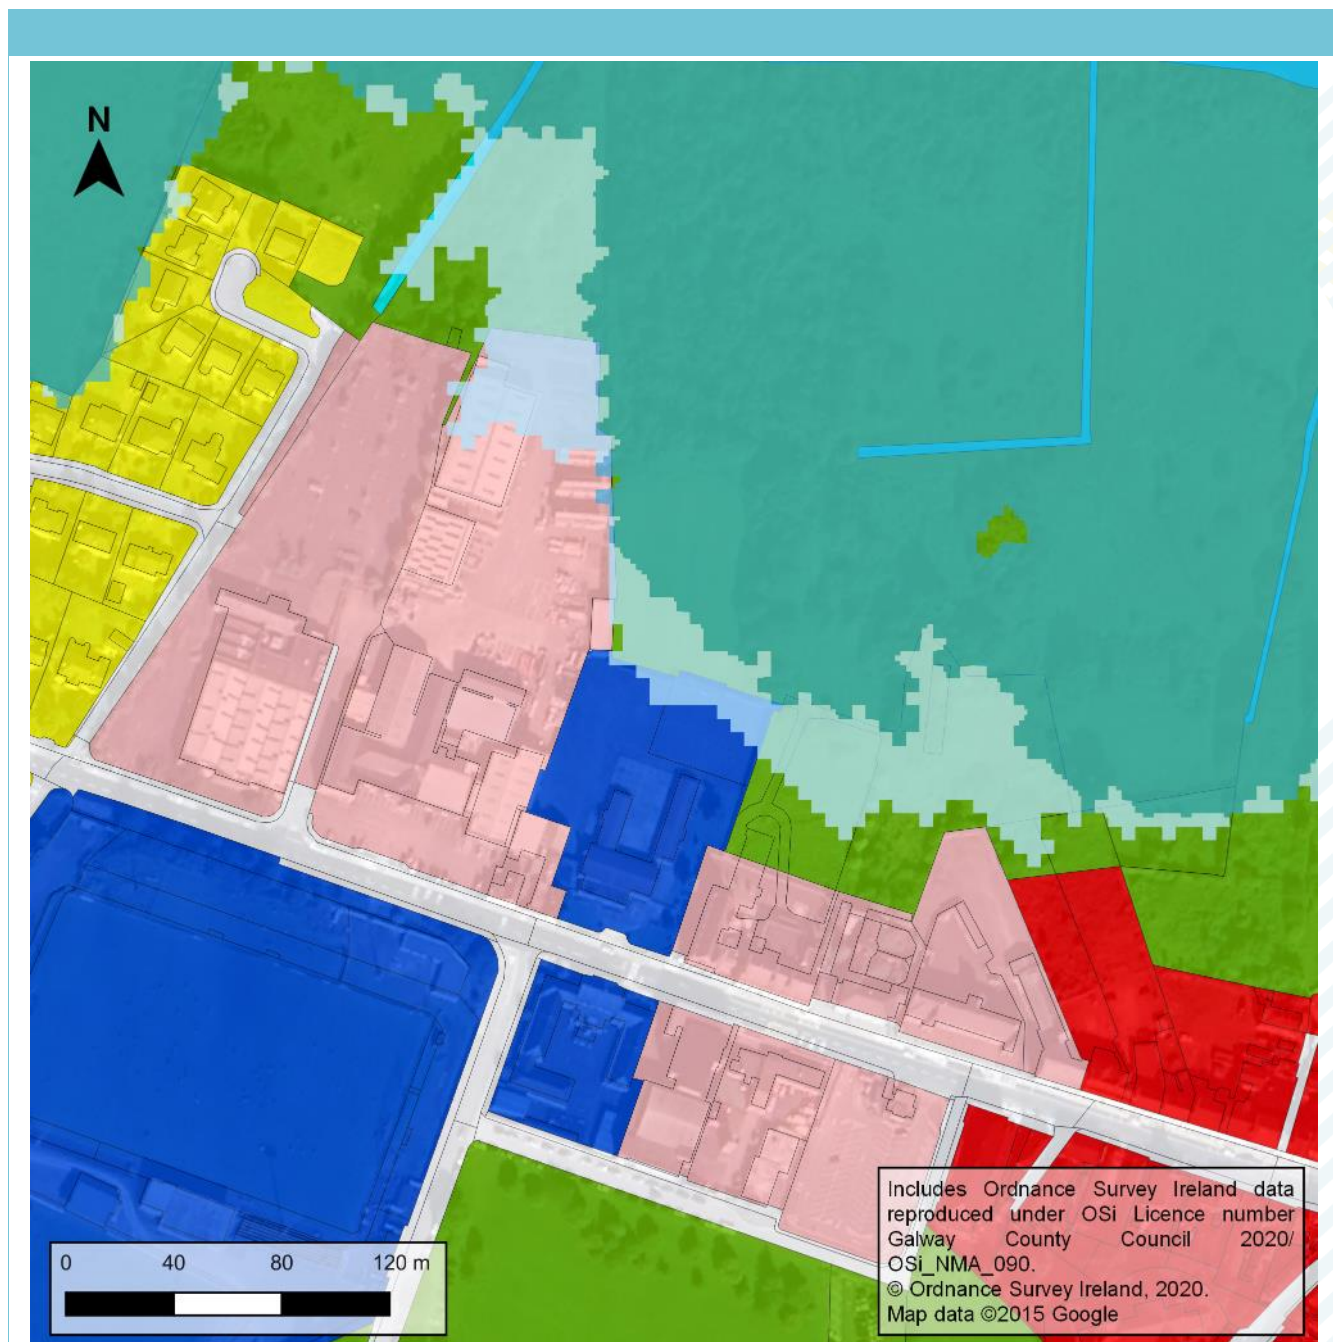 N
Includes Ordnance Survey Ireland data
reproduced under OSi Licence number
Galway County Council 2020/
OSi_NMA_090.
© Ordnance Survey Ireland, 2020.
Map data ©2015 Google
0 40 80 120 m